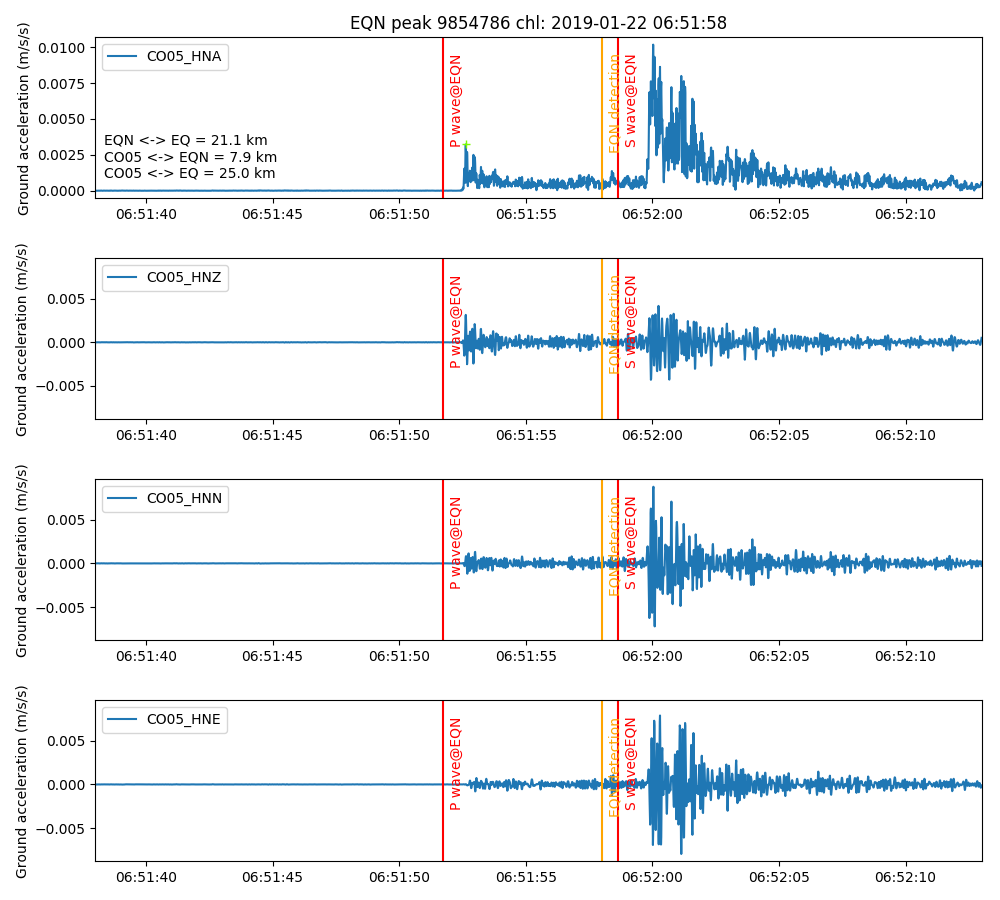 EQN peak 9854786 chl: 2019-01-22 06:51:58
Ground acceleration (m/s/s)
0.0100
0.0075
0.0050
0.0025
0.0000
CO05_HNA
EQN <-> EQ = 21.1 km
CO05 <-> EQN = 7.9 km
CO05 <-> EQ = 25.0 km
P wave@EQN
EQN detection
S wave@EQN
06:51:40 06:51:45 06:51:50 06:51:55 06:52:00 06:52:05 06:52:10
Ground acceleration (m/s/s)
0.005
0.000
−0.005
CO05_HNZ
P wave@EQN
EQN detection
S wave@EQN
06:51:40 06:51:45 06:51:50 06:51:55 06:52:00 06:52:05 06:52:10
Ground acceleration (m/s/s)
0.005
0.000
−0.005
CO05_HNN
P wave@EQN
EQN detection
S wave@EQN
06:51:40 06:51:45 06:51:50 06:51:55 06:52:00 06:52:05 06:52:10
Ground acceleration (m/s/s)
0.005
0.000
−0.005
CO05_HNE
P wave@EQN
EQN detection
S wave@EQN
06:51:40 06:51:45 06:51:50 06:51:55 06:52:00 06:52:05 06:52:10